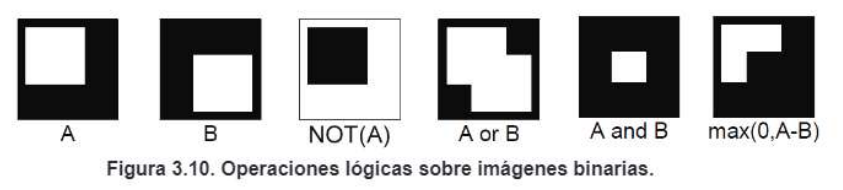 A B NOT(A) A or B A and B max(0,A-B)
Figura 3.10. Operaciones lógicas sobre imágenes binarias.